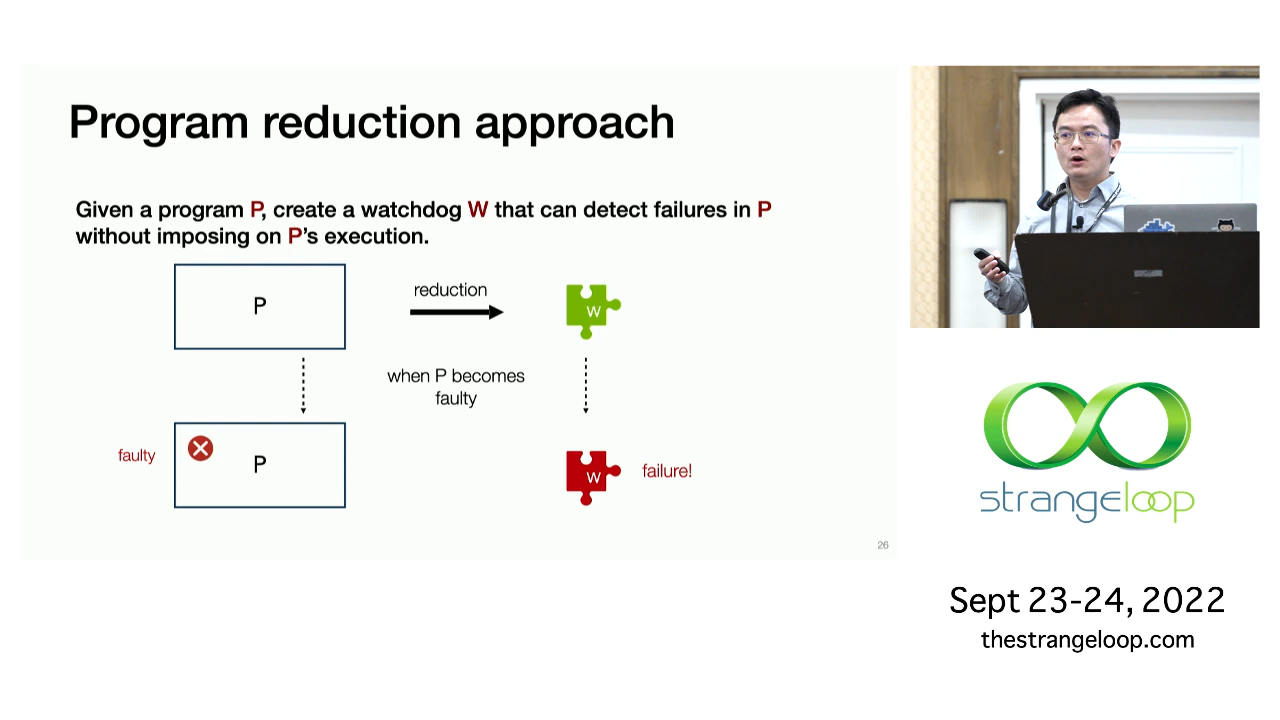 Program reduction approach
Given a program P, create a watchdog W that can detect failures in P
without imposing on P's execution.
P
reduction
W
when P becomes
faulty
faulty
P
W
failure!
26
strangeloop
Sept 23-24, 2022
thestrangeloop.com